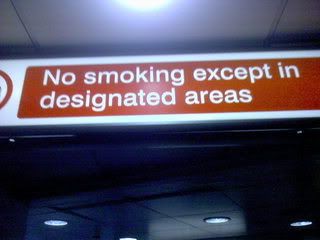 No smoking except in
designated areas